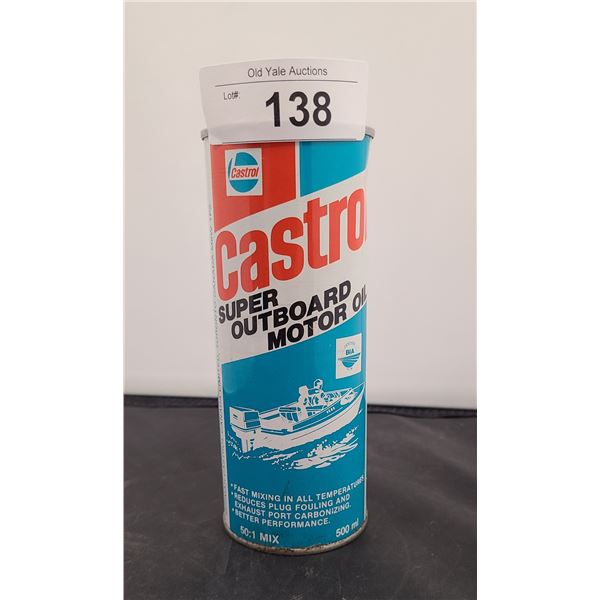 Old Yale Auctions
Lot#:
138
Castrol
Castrol
SUPER
OUTBOARD
MOTOR OIL
BIA
• FAST MIXING IN ALL TEMPERATURES.
• REDUCES PLUG FOULING AND
EXHAUST PORT CARBONIZING.
• BETTER PERFORMANCE.
50:1 MIX
500 ml